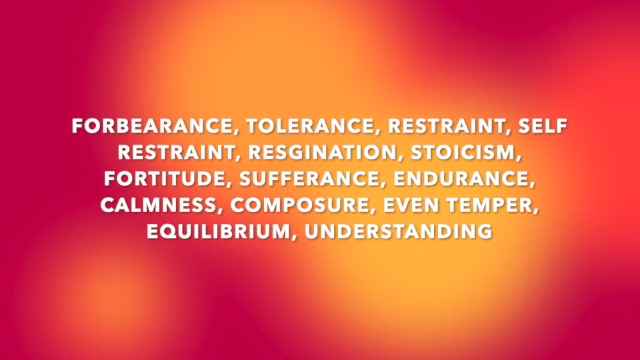 FORBEARANCE, TOLERANCE, RESTRAINT, SELF
RESTRAINT, RESGINATION, STOICISM,
FORTITUDE, SUFFERANCE, ENDURANCE,
CALMNESS, COMPOSURE, EVEN TEMPER,
EQUILIBRIUM, UNDERSTANDING